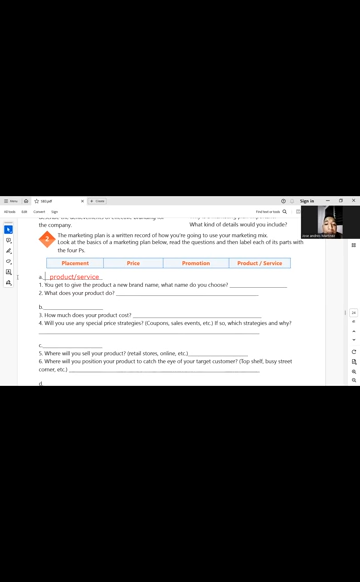 Menu
580.pdf
Create
Sign in
All tools Edit Convert Sign
Find text or tools
the company.
What kind of details would you include?
2
The marketing plan is a written record of how you're going to use your marketing mix.
Look at the basics of a marketing plan below, read the questions and then label each of its parts with
the four Ps.
Placement Price Promotion Product / Service
a. product/service
1. You get to give the product a new brand name, what name do you choose?
2. What does your product do?
b.
3. How much does your product cost?
4. Will you use any special price strategies? (Coupons, sales events, etc.) If so, which strategies and why?
c.
5. Where will you sell your product? (retail stores, online, etc.)
6. Where will you position your product to catch the eye of your target customer? (Top shelf, busy street
corner, etc.)
d.
24